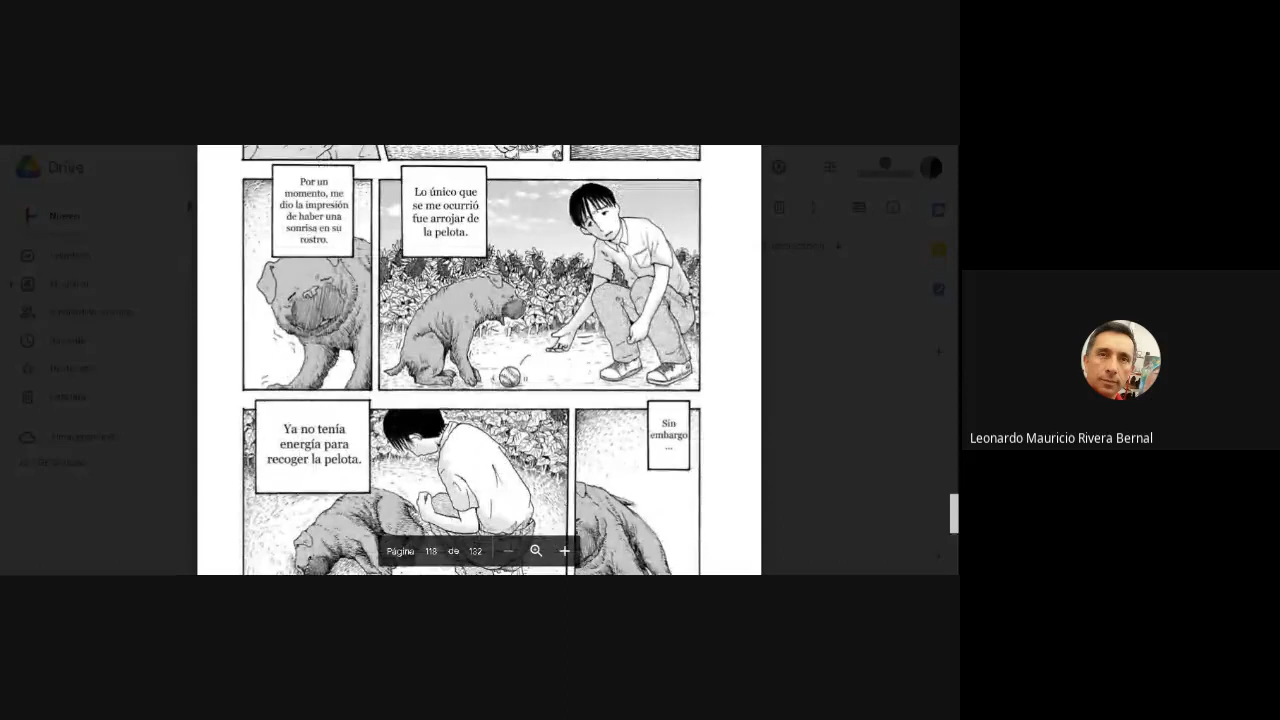 Drive
Nuevo
Por un
momento, me
dio la impresión
de haber una
sonrisa en su
rostro.
Lo único que
se me ocurrió
fue arrojar de
la pelota.
Ya no tenía
energía para
recoger la pelota.
Sin
embargo
...
Página 118 de 132
Leonardo Mauricio Rivera Bernal